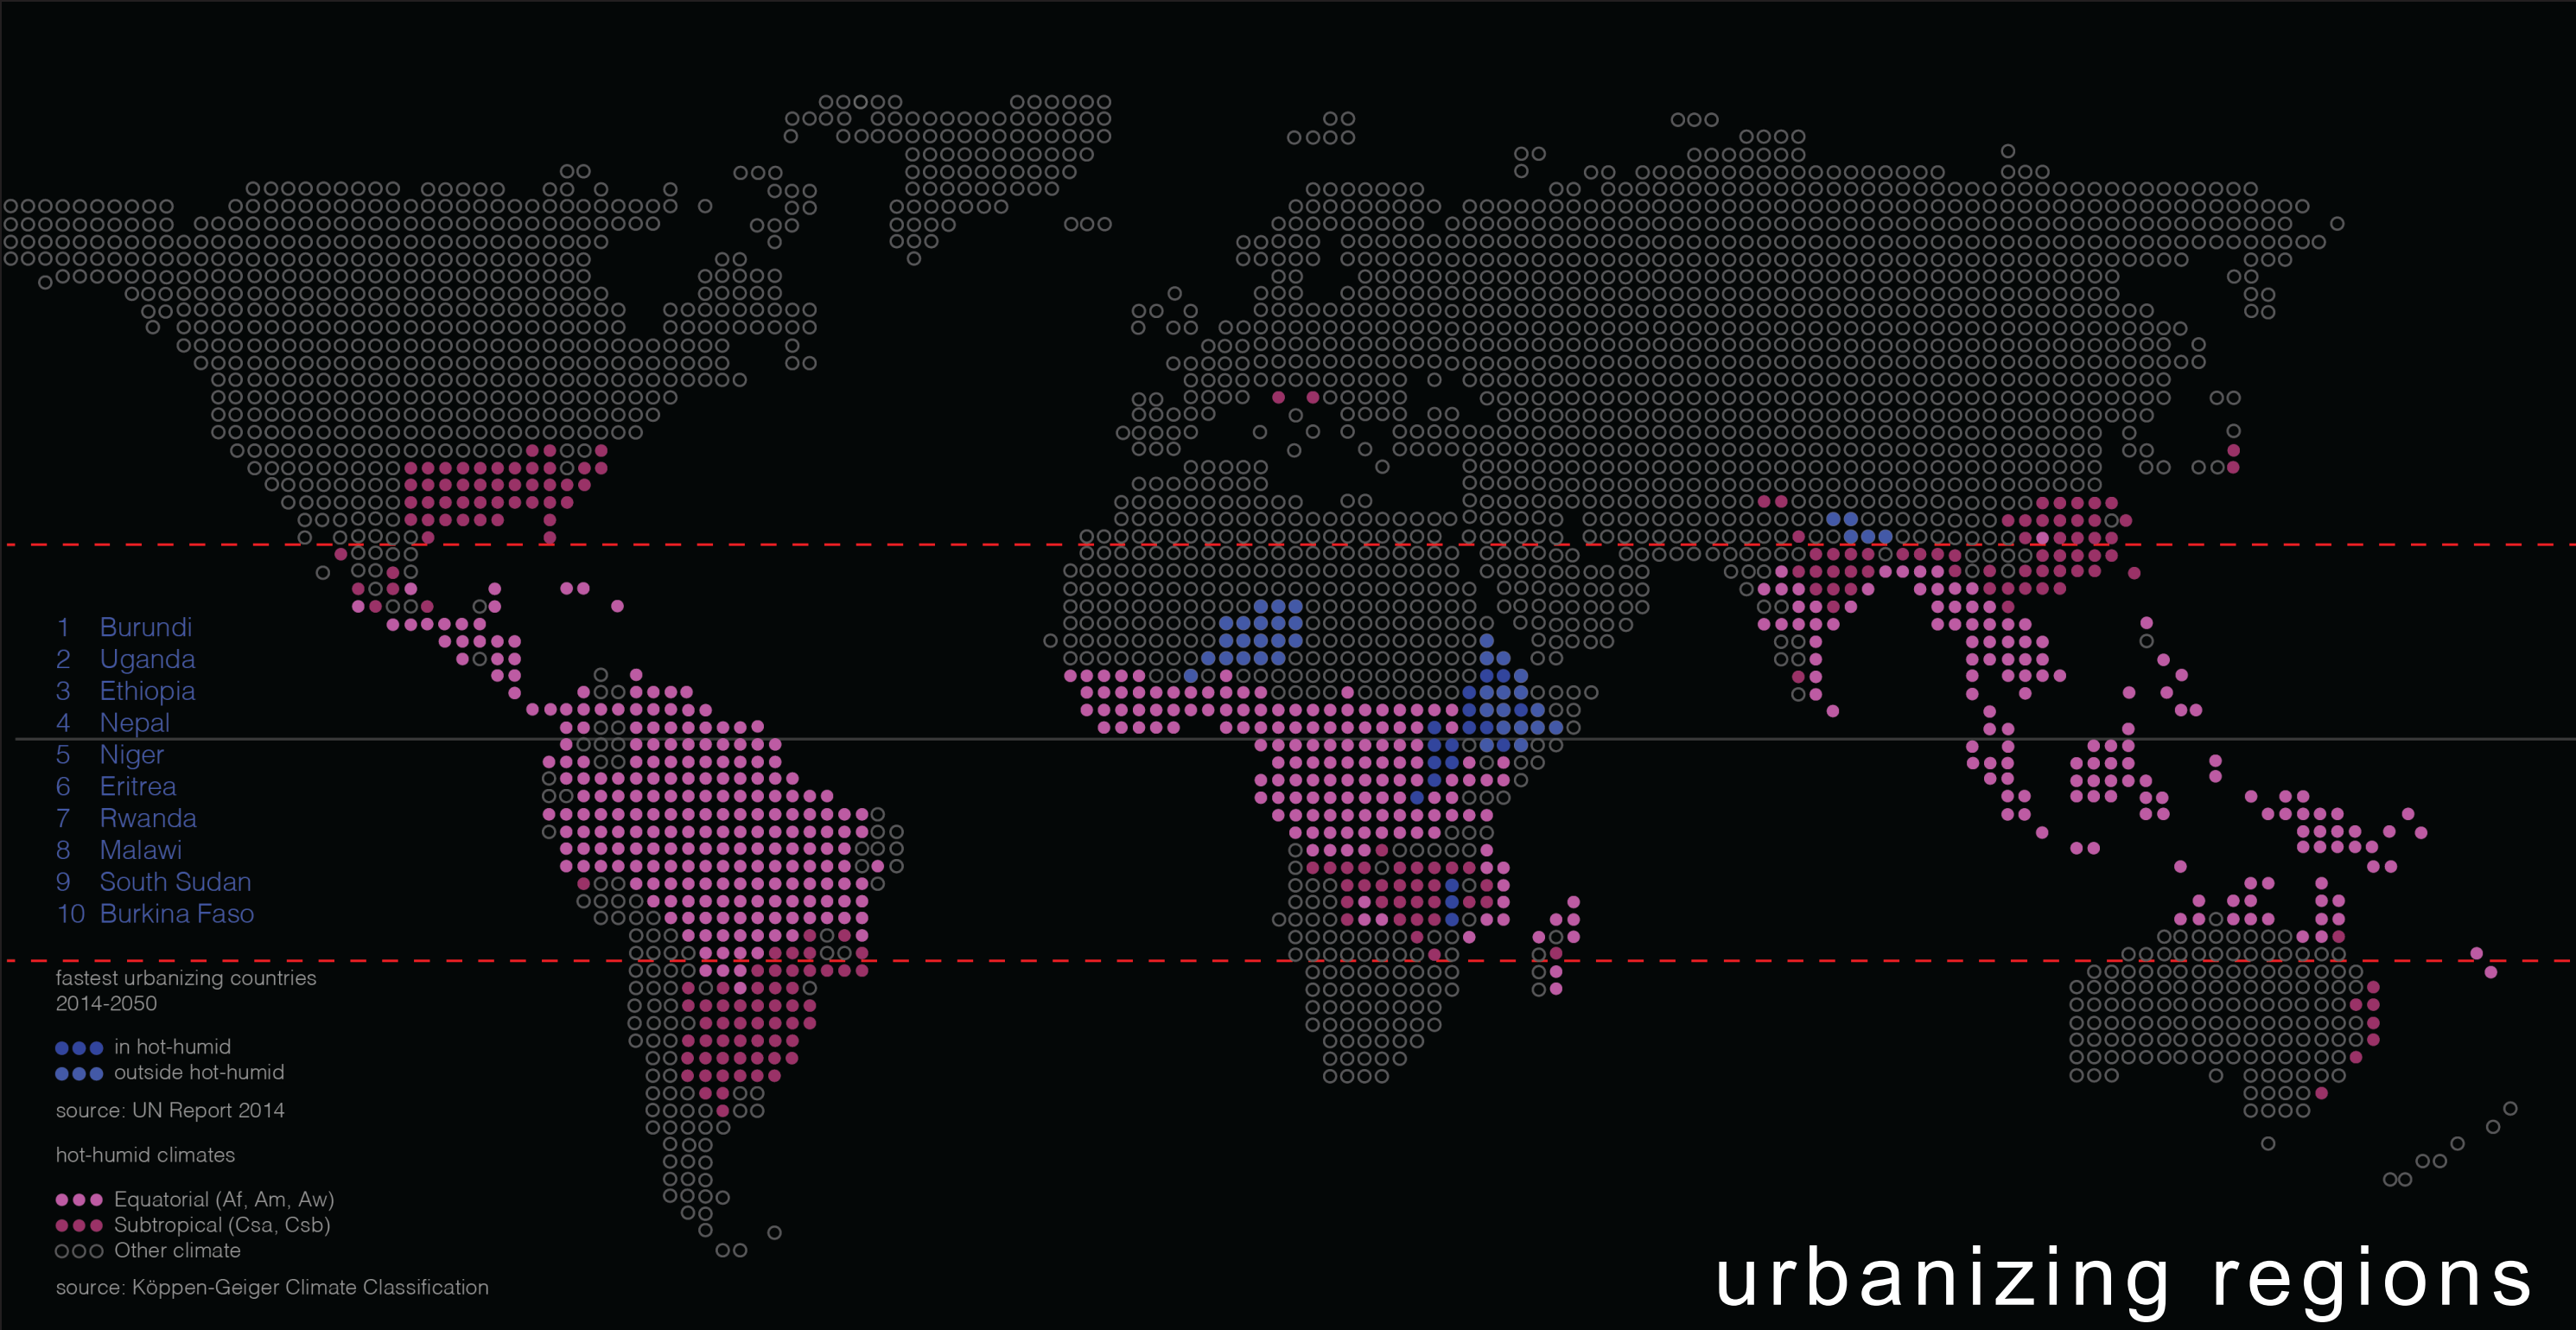 1 Burundi
2 Uganda
3 Ethiopia
4 Nepal
5 Niger
6 Eritrea
7 Rwanda
8 Malawi
9 South Sudan
10 Burkina Faso
fastest urbanizing countries
2014-2050
in hot-humid
outside hot-humid
source: UN Report 2014
hot-humid climates
Equatorial (Af, Am, Aw)
Subtropical (Csa, Csb)
Other climate
source: Köppen-Geiger Climate Classification
urbanizing regions